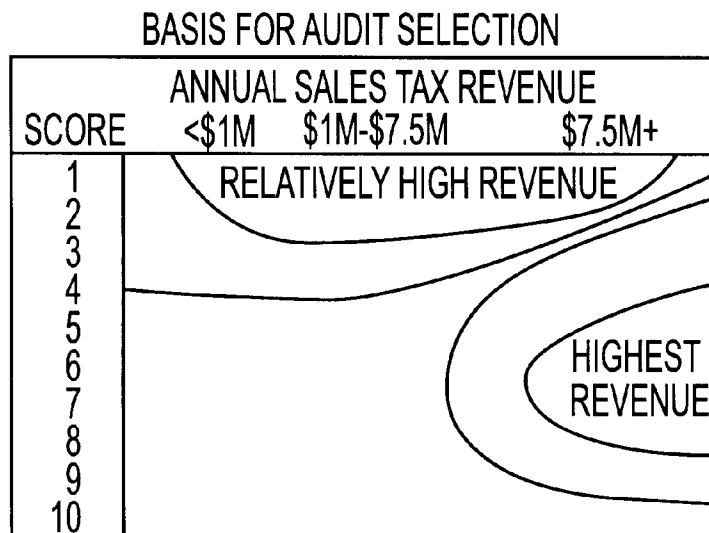 BASIS FOR AUDIT SELECTION
ANNUAL SALES TAX REVENUE
SCORE <$1M $1M-$7.5M $7.5M+
1
RELATIVELY HIGH REVENUE
2
3
4
5
6
HIGHEST
7
REVENUE
8
9
10